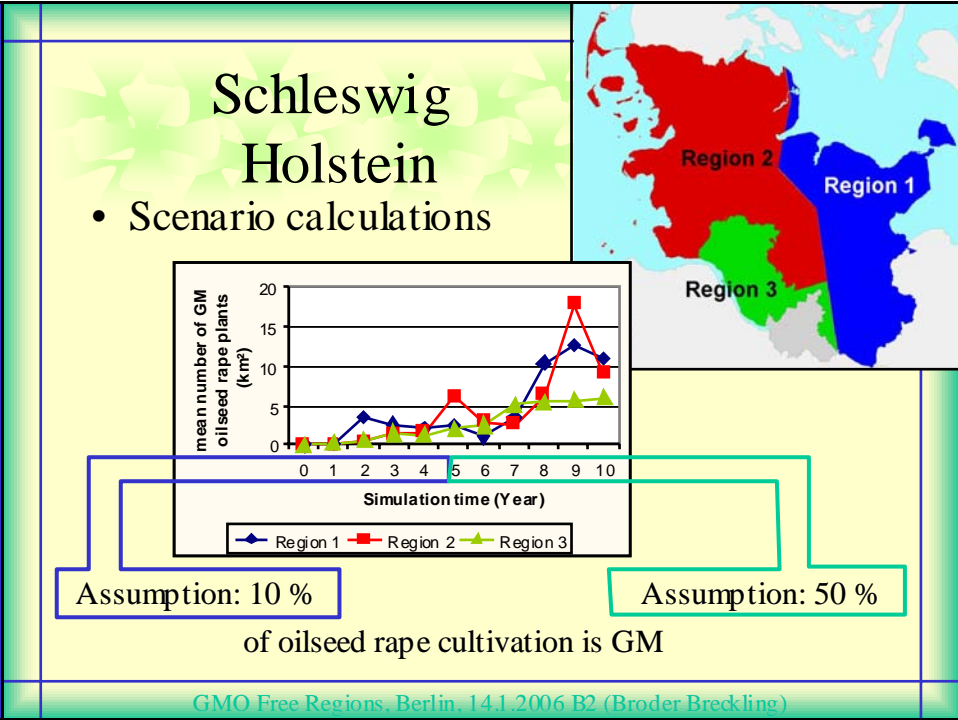 Schleswig
Holstein
• Scenario calculations
Region 2
Region 1
Region 3
mean number of GM
oilseed rape plants
(km²)
20
15
10
5
0
0 1 2 3 4 5 6 7 8 9 10
Simulation time (Year)
Region 1 Region 2 Region 3
Assumption: 10 %
Assumption: 50 %
of oilseed rape cultivation is GM
GMO Free Regions, Berlin, 14.1.2006 B2 (Broder Breckling)